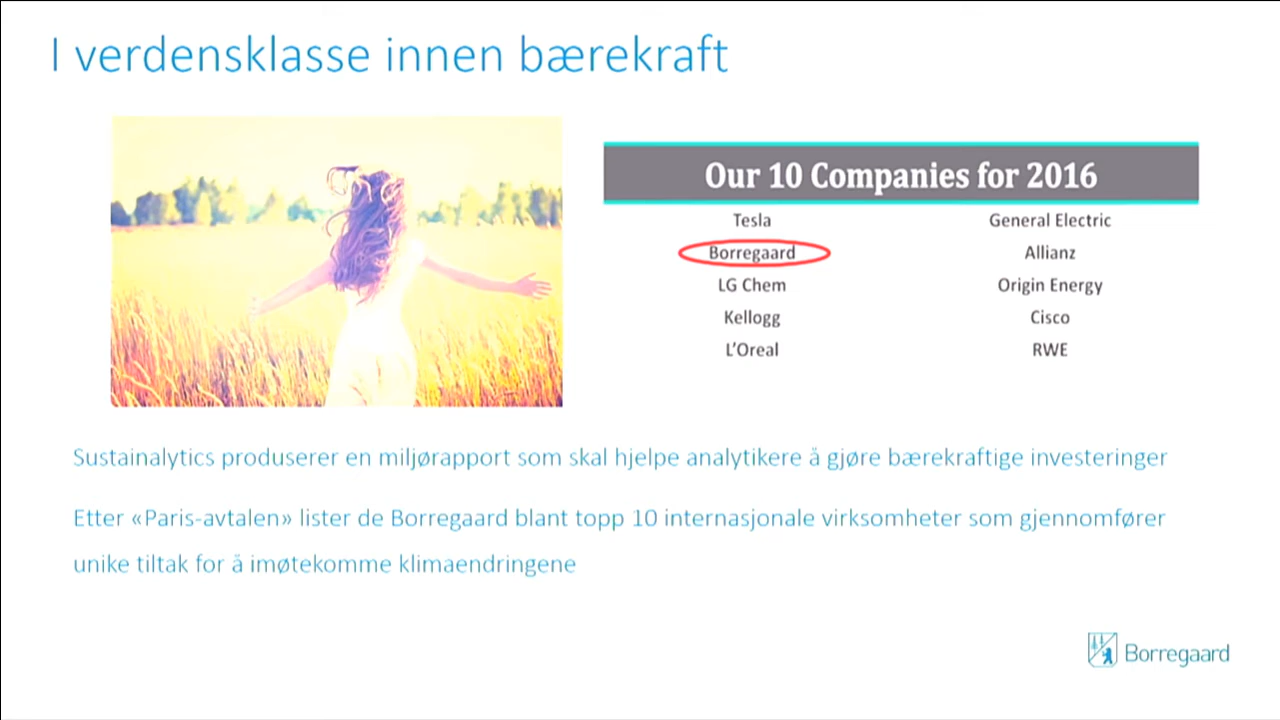 I verdensklasse innen bærekraft
Our 10 Companies for 2016
Tesla
Borregaard
LG Chem
Kellogg
L’Oreal
General Electric
Allianz
Origin Energy
Cisco
RWE
Sustainalytics produserer en miljørapport som skal hjelpe analytikere å gjøre bærekraftige investeringer
Etter «Paris-avtalen» lister de Borregaard blant topp 10 internasjonale virksomheter som gjennomfører
unike tiltak for å imøtekomme klimaendringene
Borregaard